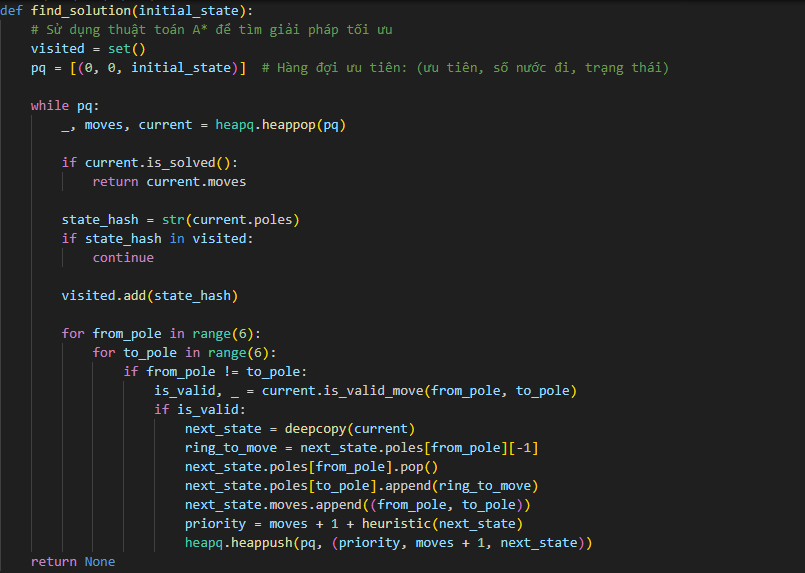 def find_solution(initial_state):
    # Sử dụng thuật toán A* để tìm giải pháp tối ưu
    visited = set()
    pq = [(0, 0, initial_state)]  # Hàng đợi ưu tiên: (ưu tiên, số nước đi, trạng thái)

    while pq:
        _, moves, current = heapq.heappop(pq)

        if current.is_solved():
            return current.moves

        state_hash = str(current.poles)
        if state_hash in visited:
            continue

        visited.add(state_hash)

        for from_pole in range(6):
            for to_pole in range(6):
                if from_pole != to_pole:
                    is_valid, _ = current.is_valid_move(from_pole, to_pole)
                    if is_valid:
                        next_state = deepcopy(current)
                        ring_to_move = next_state.poles[from_pole][-1]
                        next_state.poles[from_pole].pop()
                        next_state.poles[to_pole].append(ring_to_move)
                        next_state.moves.append((from_pole, to_pole))
                        priority = moves + 1 + heuristic(next_state)
                        heapq.heappush(pq, (priority, moves + 1, next_state))
    return None